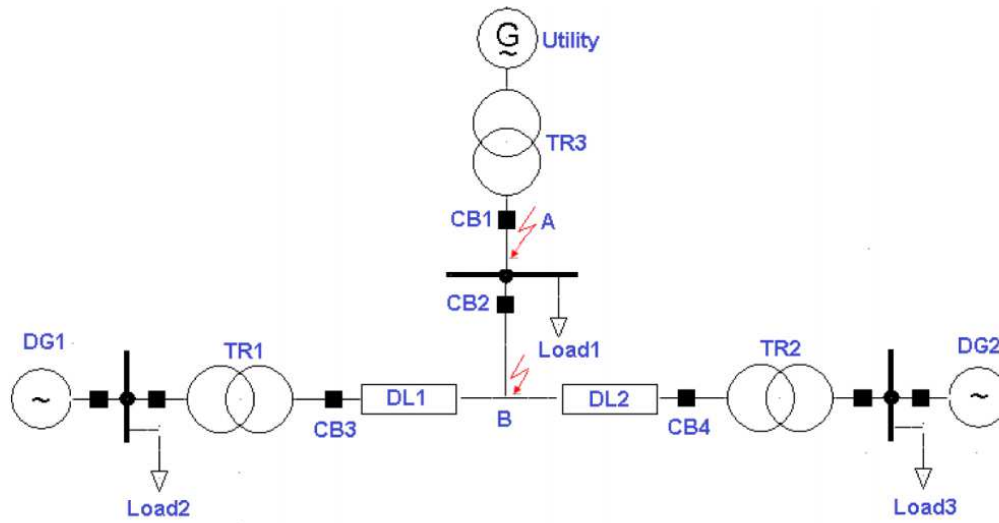 G
~
Utility
TR3
CB1
A
CB2
Load1
DG1
TR1
TR2
DG2
~
DL1
DL2
~
CB3
B
CB4
Load2
Load3